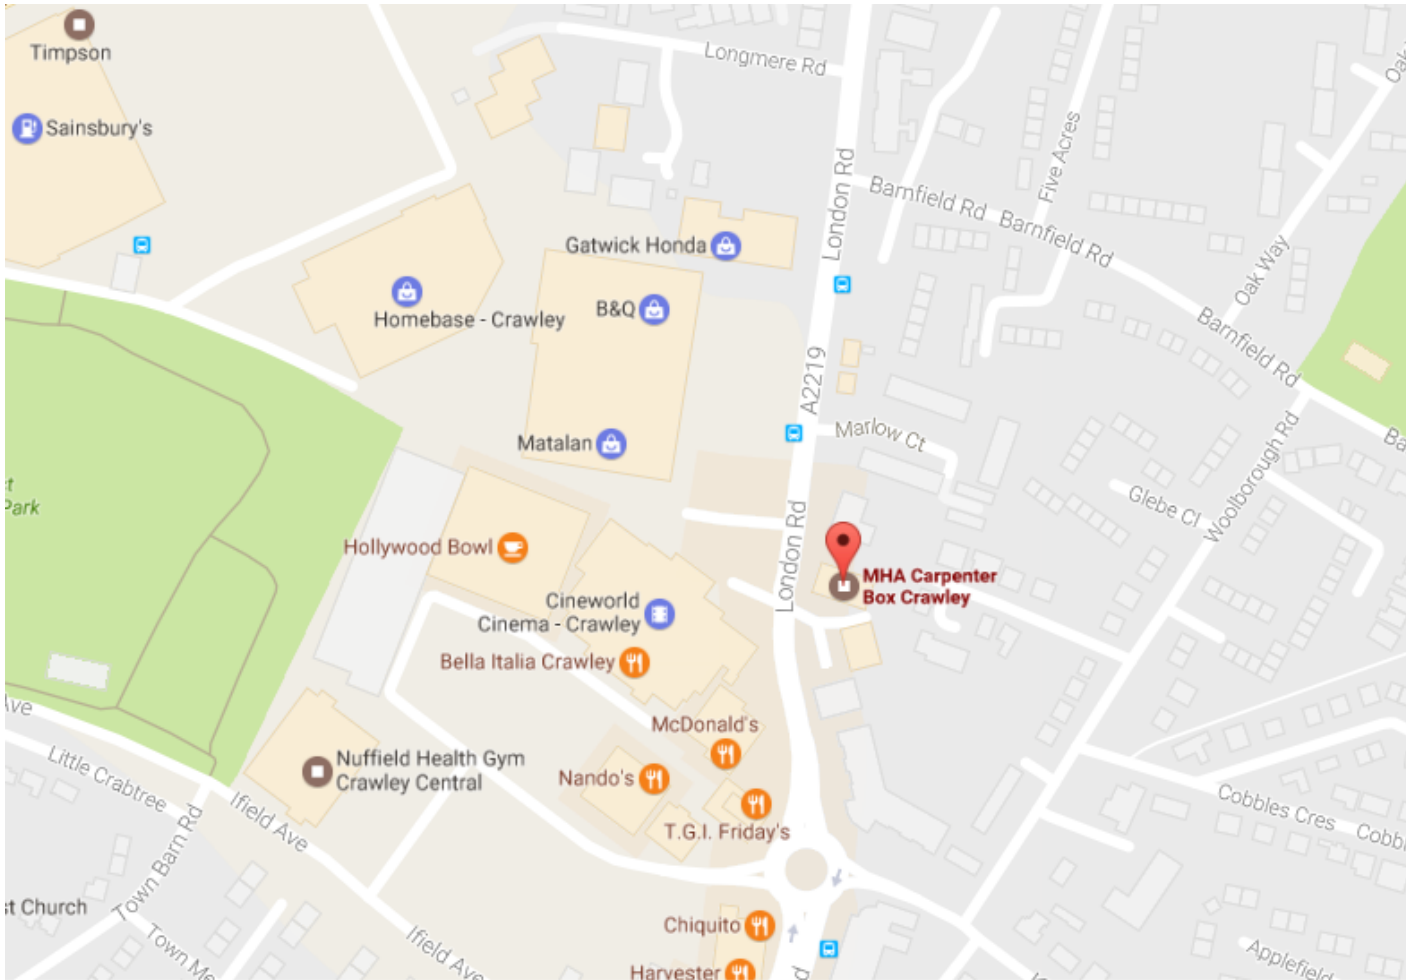 Timpson
Sainsbury's
Longmere Rd
London Rd
Barnfield Rd
Barnfield Rd
Five Acres
Oak
Oak Way
Gatwick Honda
B&Q
Homebase - Crawley
Barnfield Rd
A2219
Matalan
Marlow Ct
Woolborough Rd
Glebe Cl
Park
London Rd
Hollywood Bowl
MHA Carpenter
Box Crawley
Cineworld
Cinema - Crawley
Bella Italia Crawley
McDonald's
Nuffield Health Gym
Crawley Central
Nando's
T.G.I. Friday's
Ave
Little Crabtree
Ifield Ave
Town Barn Rd
Cobbles Cres
st Church
Chiquito
Ifield Ave
Harvester